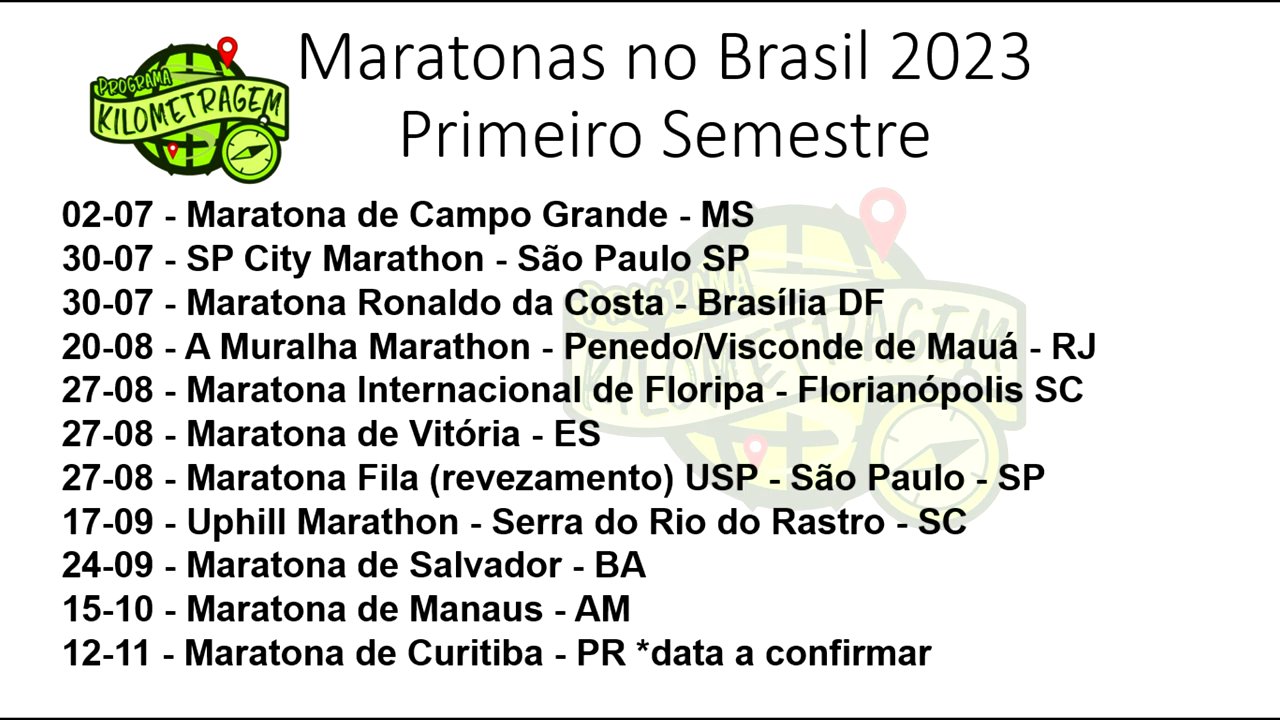 PROGRAMA
KILOMETRAGEM
Maratonas no Brasil 2023
Primeiro Semestre
02-07 - Maratona de Campo Grande - MS
30-07 - SP City Marathon - São Paulo SP
30-07 - Maratona Ronaldo da Costa - Brasília DF
20-08 - A Muralha Marathon - Penedo/Visconde de Mauá - RJ
27-08 - Maratona Internacional de Floripa - Florianópolis SC
27-08 - Maratona de Vitória - ES
27-08 - Maratona Fila (revezamento) USP - São Paulo - SP
17-09 - Uphill Marathon - Serra do Rio do Rastro - SC
24-09 - Maratona de Salvador - BA
15-10 - Maratona de Manaus - AM
12-11 - Maratona de Curitiba - PR *data a confirmar
PROGRAMA
KILOMETRAGEM